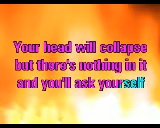 Your head will collapse
but there's nothing in it
and you'll ask yourself